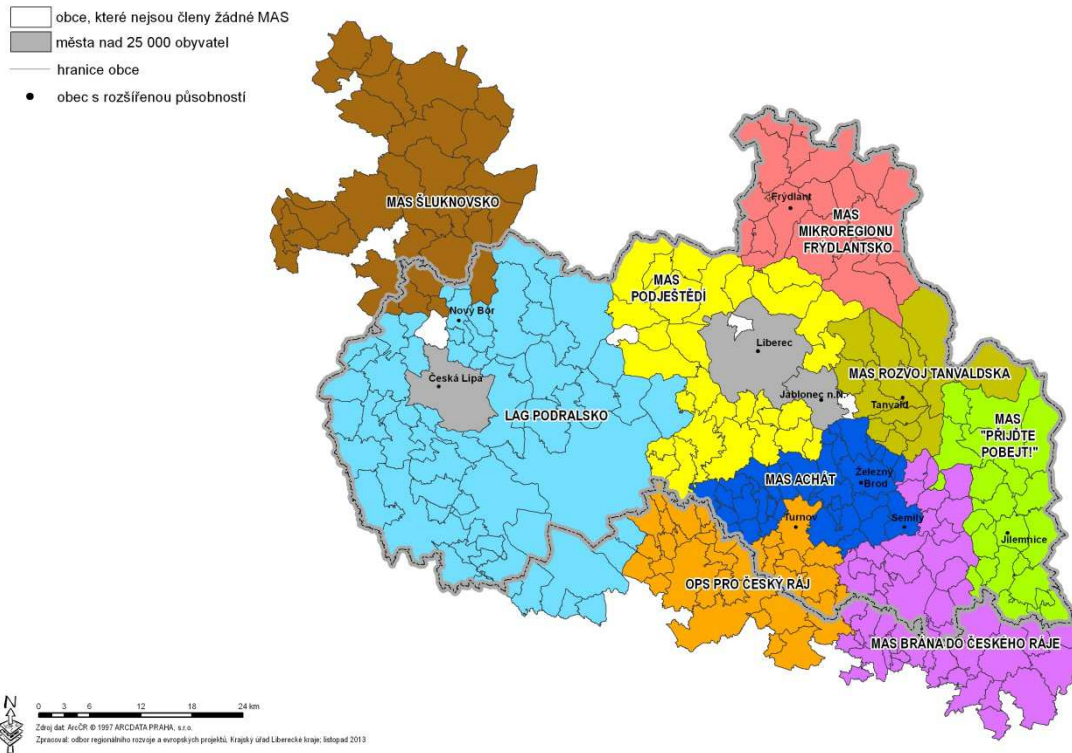 obce, které nejsou členy žádné MAS
města nad 25 000 obyvatel
hranice obce
obec s rozšířenou působností
MAS ŠLUKNOVSKO
Frýdlant
MAS
MIKROREGIONU
FRÝDLANTSKO
MAS
PODJEŠTĚDÍ
Nový Bor
Liberec
Česká Lípa
MAS ROZVOJ TANVALDSKA
Jablonec n.N.
Tanvald
LAG PODRALSKO
MAS
"PŘIJĎTE
POBEJT!"
MAS ACHÁT
Železný
Brod
Turnov
Semily
Jilemnice
OPS PRO ČESKÝ RÁJ
MAS BRÁNA DO ČESKÉHO RÁJE
N
0 3 6 12 18 24 km
Zdroj dat: ArcČR © 1997 ARCDATA PRAHA, s.r.o.
Zpracoval: odbor regionálního rozvoje a evropských projektů, Krajský úřad Liberecké kraje; listopad 2013